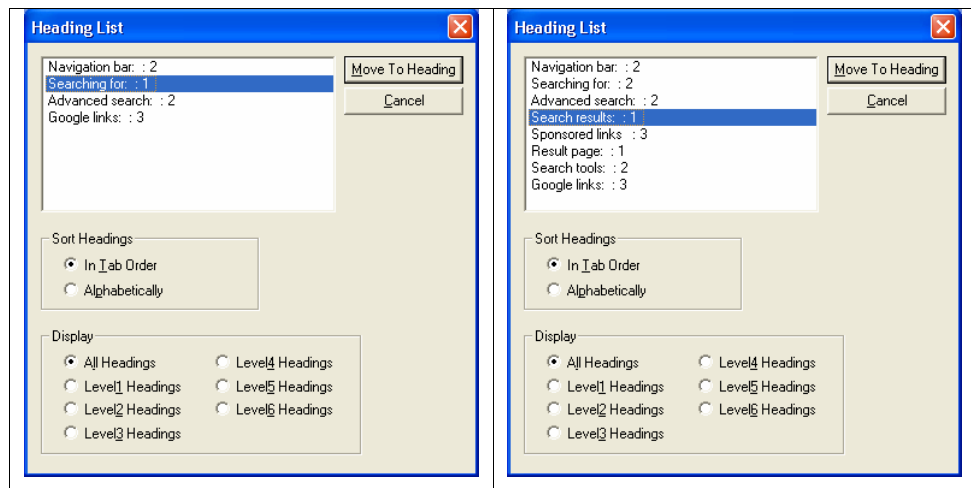 Heading List
Navigation bar: : 2
Searching for: : 1
Advanced search: : 2
Google links: : 3
Move To Heading
Cancel
Sort Headings
In Tab Order
Alphabetically
Display
All Headings
Level1 Headings
Level2 Headings
Level3 Headings
Level4 Headings
Level5 Headings
Level6 Headings
Heading List
Navigation bar: : 2
Searching for: : 2
Advanced search: : 2
Search results: : 1
Sponsored links : 3
Result page: : 1
Search tools: : 2
Google links: : 3
Move To Heading
Cancel
Sort Headings
In Tab Order
Alphabetically
Display
All Headings
Level1 Headings
Level2 Headings
Level3 Headings
Level4 Headings
Level5 Headings
Level6 Headings